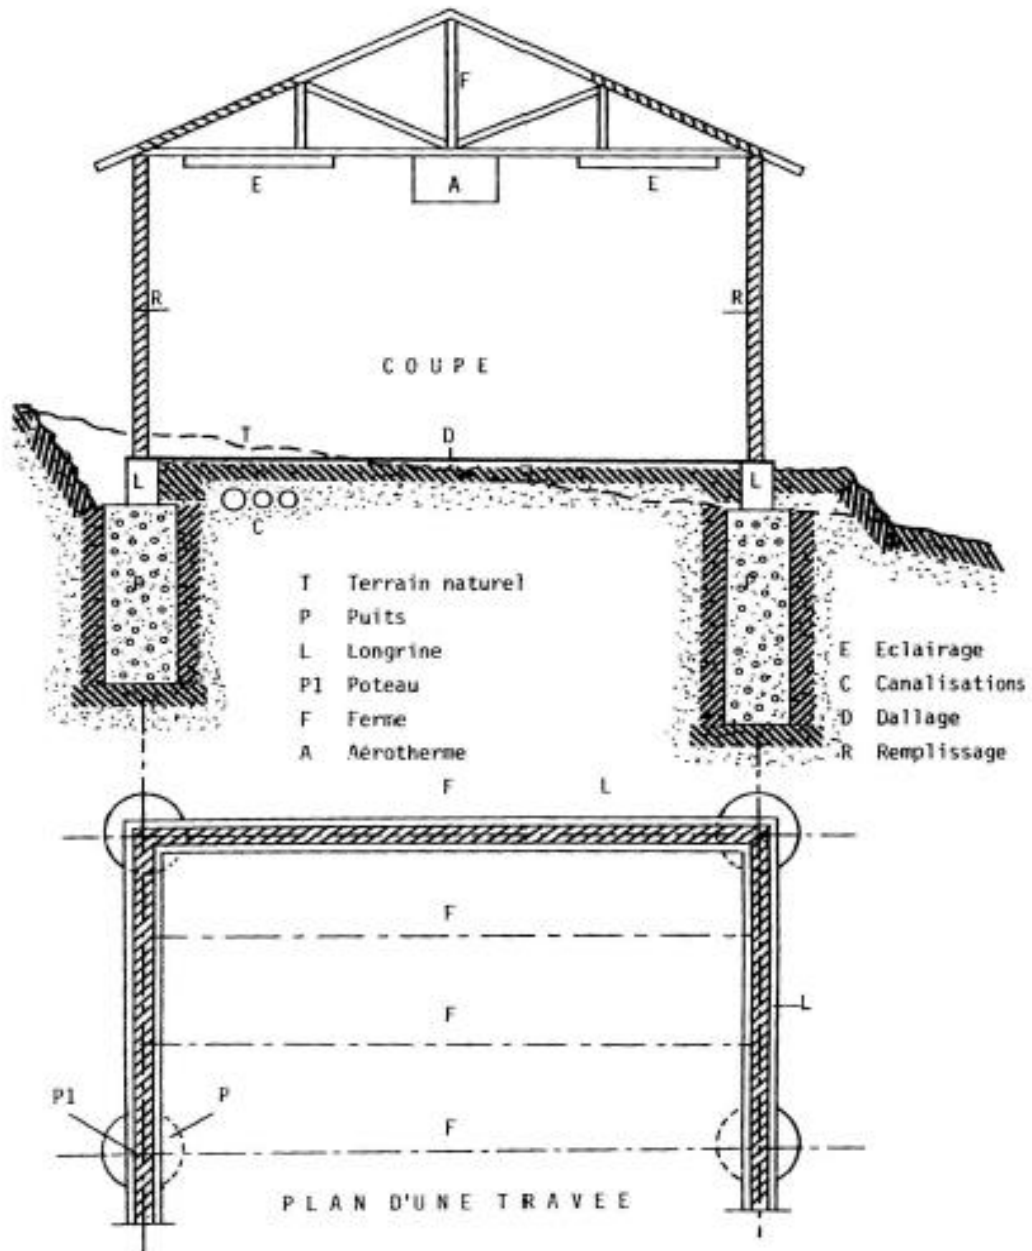 F
E A E
R R
COUPE
T D
L L
C
P P
T Terrain naturel
P Puits
L Longrine
P1 Poteau
F Ferme
A Aérotherme
E Eclairage
C Canalisations
D Dallage
R Remplissage
F L
F
F L
P1 P
F
PLAN D'UNE TRAVEE